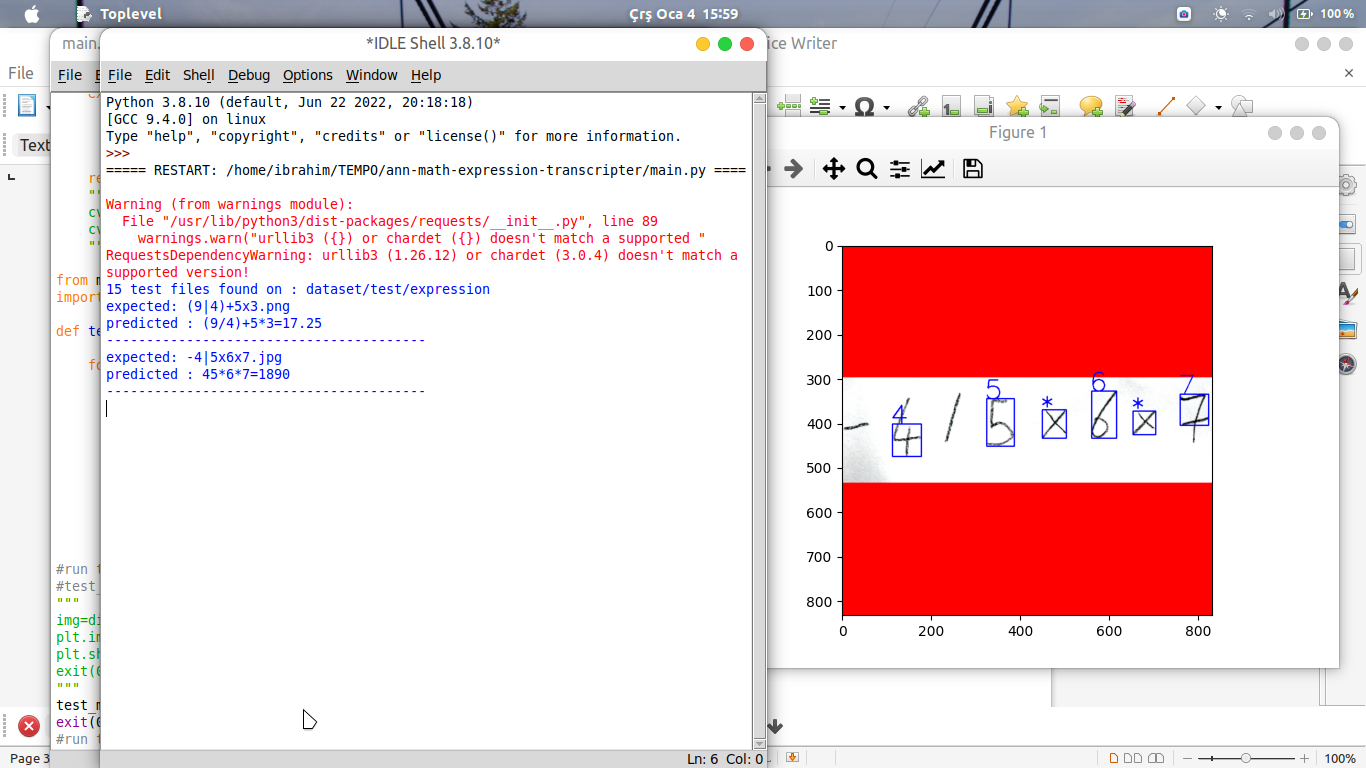 Toplevel
Çrş Oca 4 15:59
100 %
main.
ice Writer
File
Text
*IDLE Shell 3.8.10*
File
File Edit Shell Debug Options Window Help
Python 3.8.10 (default, Jun 22 2022, 20:18:18)
[GCC 9.4.0] on linux
Type "help", "copyright", "credits" or "license()" for more information.
>>>
===== RESTART: /home/ibrahim/TEMPO/ann-math-expression-transcripter/main.py ====
Warning (from warnings module):
File "/usr/lib/python3/dist-packages/requests/__init__.py", line 89
warnings.warn("urllib3 ({}) or chardet ({}) doesn't match a supported "
RequestsDependencyWarning: urllib3 (1.26.12) or chardet (3.0.4) doesn't match a
supported version!
15 test files found on : dataset/test/expression
expected: (9|4)+5x3.png
predicted : (9/4)+5*3=17.25
----------------------------------------
expected: -4|5x6x7.jpg
predicted : 45*6*7=1890
----------------------------------------
from
import
def te
#run t
#test_
"""
img=di
plt.im
plt.sh
exit(0
"""
test_m
exit(0
#run t
Ln: 6 Col: 0
Figure 1
0
100
200
300
400
500
600
700
800
0 200 400 600 800
4 5 * 6 * 7
- 4 / 5 x 6 x 7
Page 3
100%